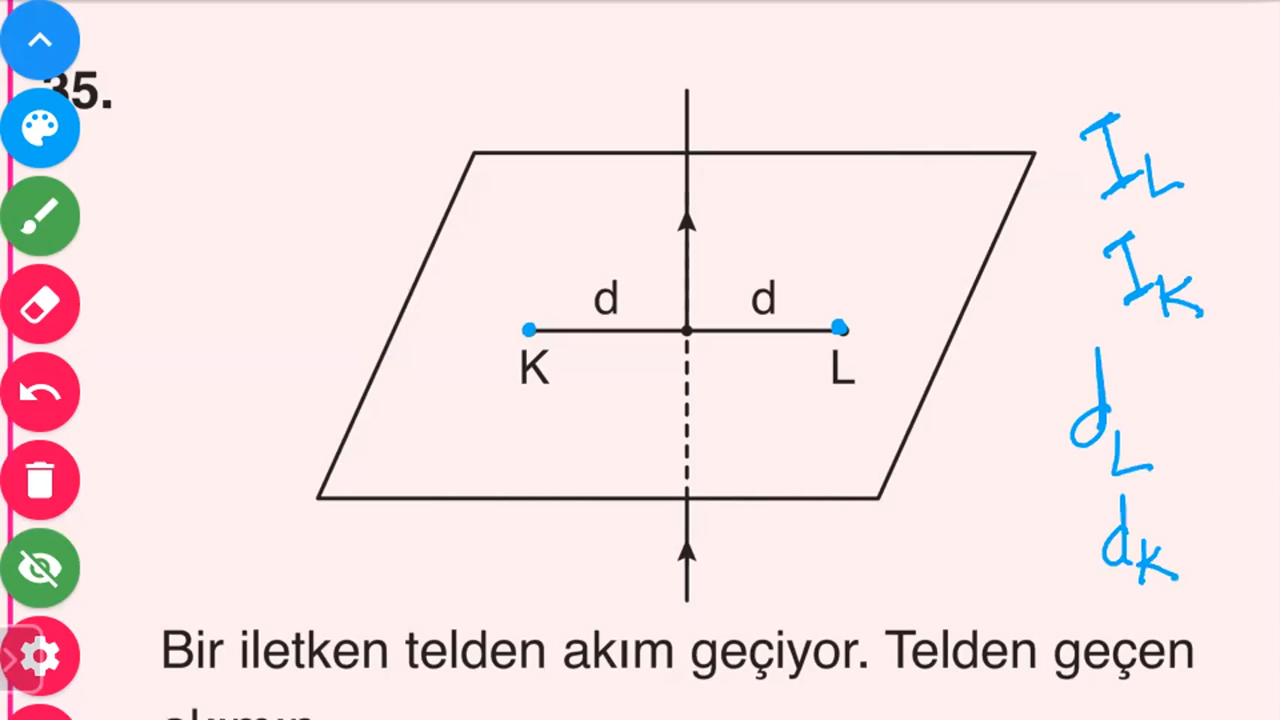 35.
d d
K L
I_L
I_K
d_L
d_K
Bir iletken telden akım geçiyor. Telden geçen